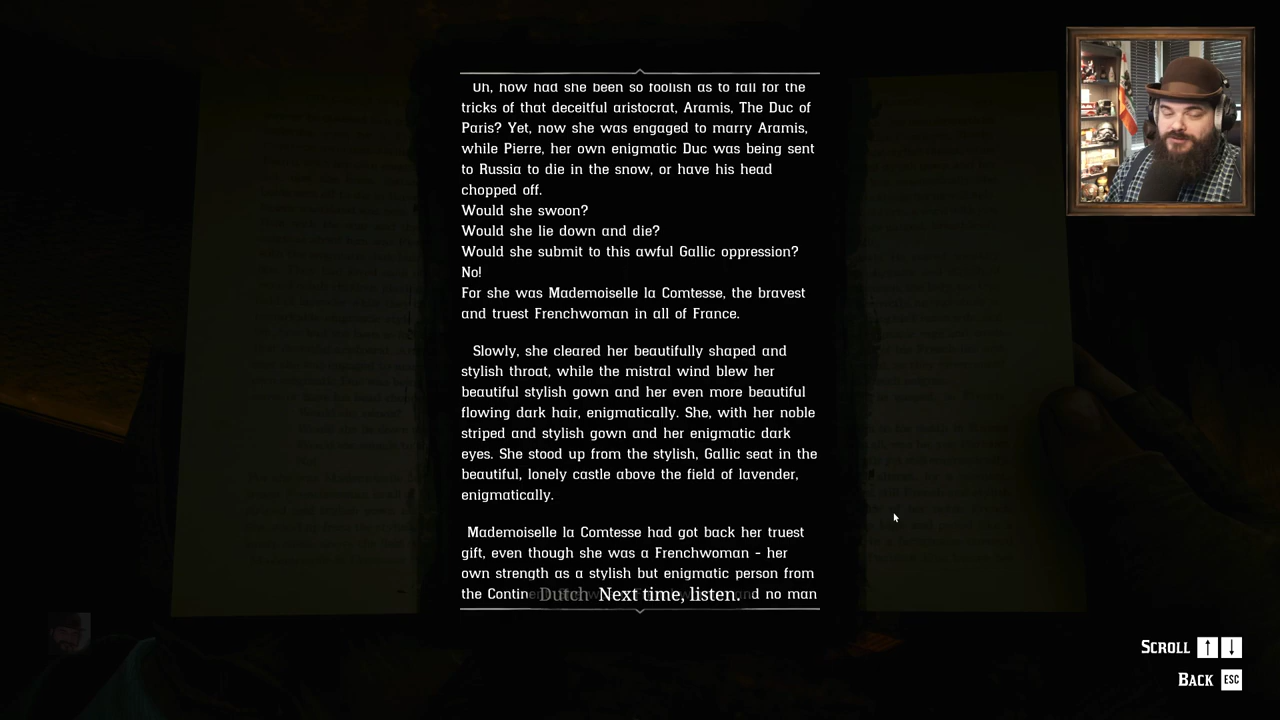 Oh, how had she been so foolish as to fall for the
tricks of that deceitful aristocrat, Aramis, The Duc of
Paris? Yet, now she was engaged to marry Aramis,
while Pierre, her own enigmatic Duc was being sent
to Russia to die in the snow, or have his head
chopped off.
Would she swoon?
Would she lie down and die?
Would she submit to this awful Gallic oppression?
No!
For she was Mademoiselle la Comtesse, the bravest
and truest Frenchwoman in all of France.
Slowly, she cleared her beautifully shaped and
stylish throat, while the mistral wind blew her
beautiful stylish gown and her even more beautiful
flowing dark hair, enigmatically. She, with her noble
striped and stylish gown and her enigmatic dark
eyes. She stood up from the stylish, Gallic seat in the
beautiful, lonely castle above the field of lavender,
enigmatically.
Mademoiselle la Comtesse had got back her truest
gift, even though she was a Frenchwoman - her
own strength as a stylish but enigmatic person from
the no man
Dutch Next time, listen.
SCROLL ↑ ↓
BACK ESC